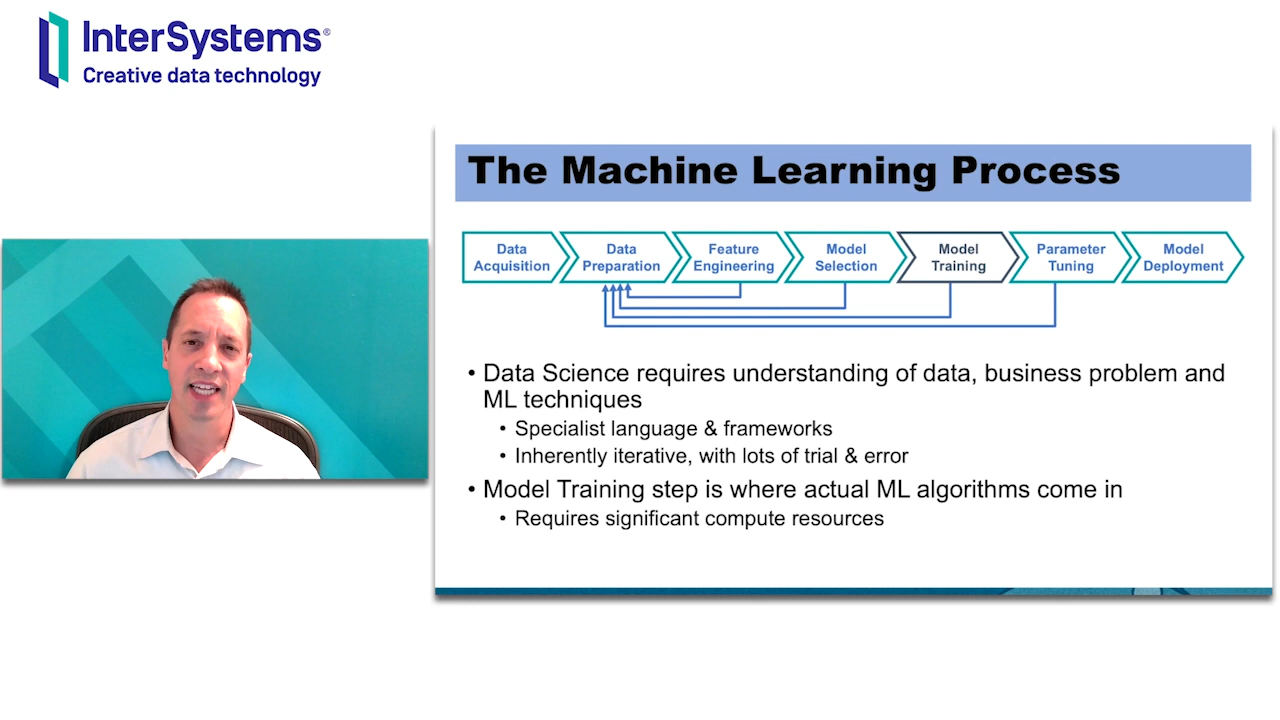 InterSystems®
Creative data technology
The Machine Learning Process
Data
Acquisition
Data
Preparation
Feature
Engineering
Model
Selection
Model
Training
Parameter
Tuning
Model
Deployment
• Data Science requires understanding of data, business problem and
ML techniques
• Specialist language & frameworks
• Inherently iterative, with lots of trial & error
• Model Training step is where actual ML algorithms come in
• Requires significant compute resources